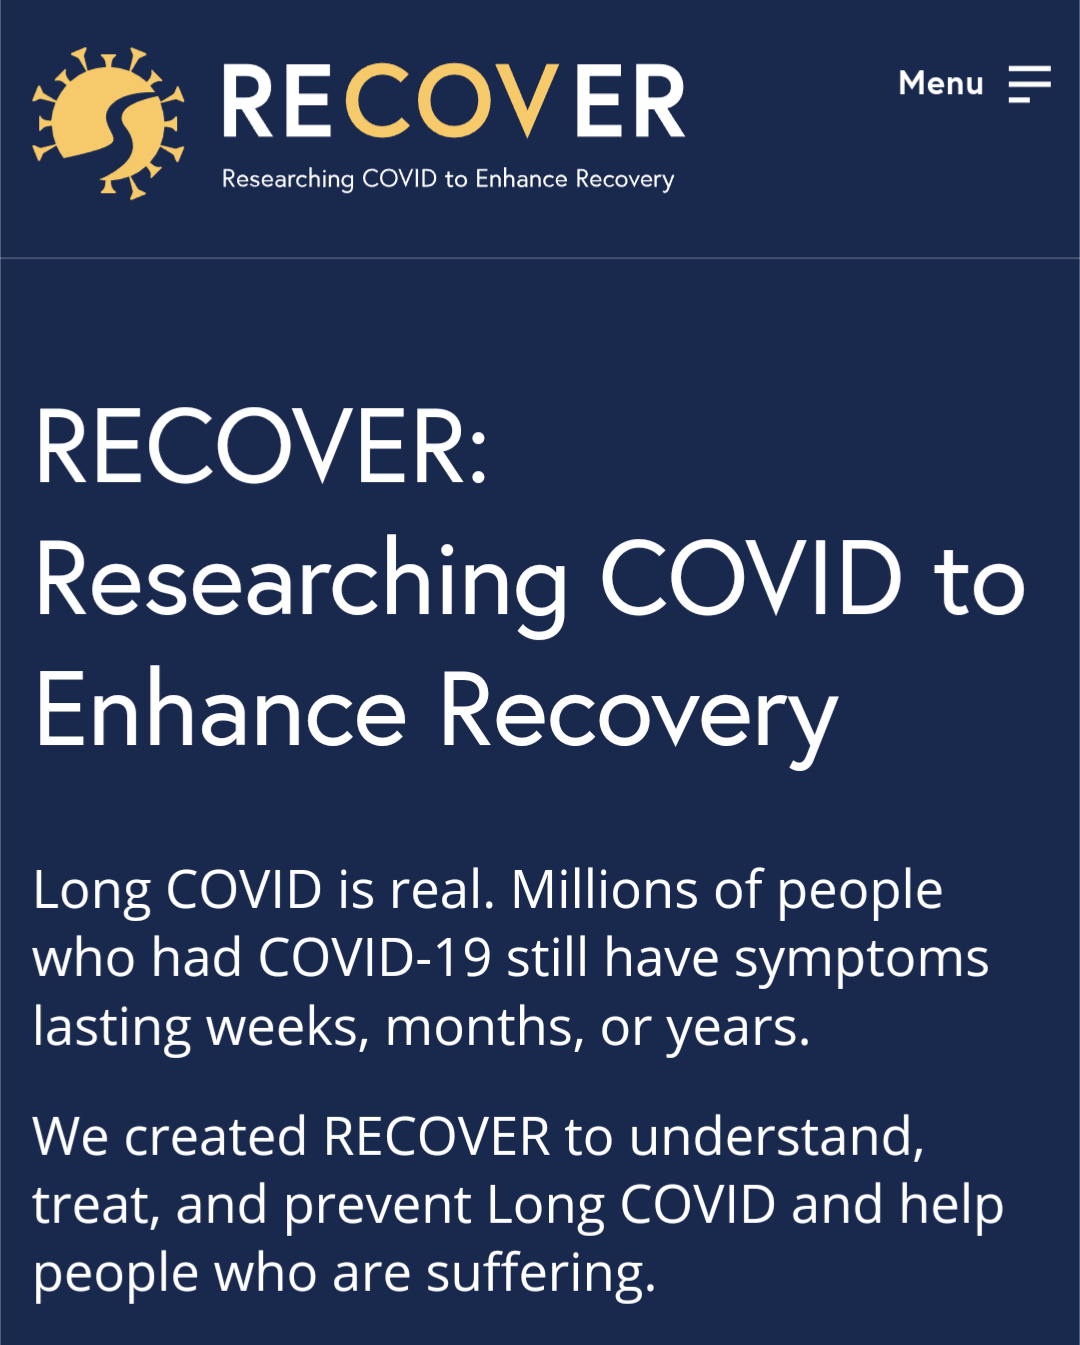 RECOVER
Menu
Researching COVID to Enhance Recovery
RECOVER:
Researching COVID to
Enhance Recovery
Long COVID is real. Millions of people
who had COVID-19 still have symptoms
lasting weeks, months, or years.
We created RECOVER to understand,
treat, and prevent Long COVID and help
people who are suffering.